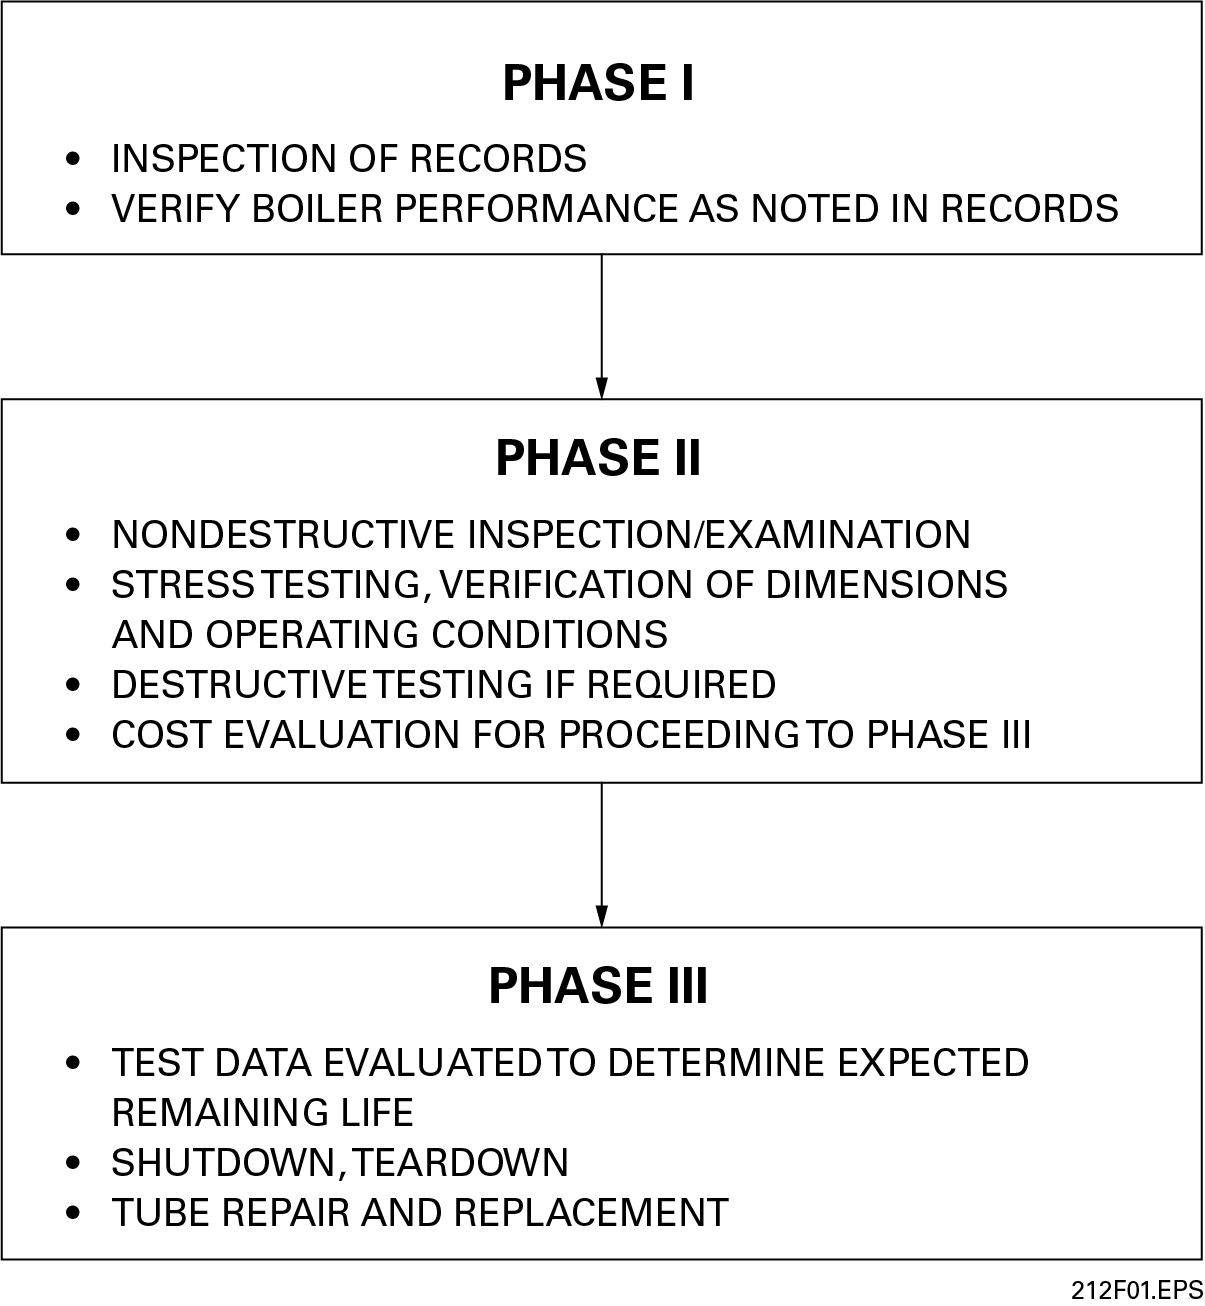 PHASE I
• INSPECTION OF RECORDS
• VERIFY BOILER PERFORMANCE AS NOTED IN RECORDS
PHASE II
• NONDESTRUCTIVE INSPECTION/EXAMINATION
• STRESS TESTING, VERIFICATION OF DIMENSIONS
AND OPERATING CONDITIONS
• DESTRUCTIVE TESTING IF REQUIRED
• COST EVALUATION FOR PROCEEDING TO PHASE III
PHASE III
• TEST DATA EVALUATED TO DETERMINE EXPECTED
REMAINING LIFE
• SHUTDOWN, TEARDOWN
• TUBE REPAIR AND REPLACEMENT
212F01.EPS